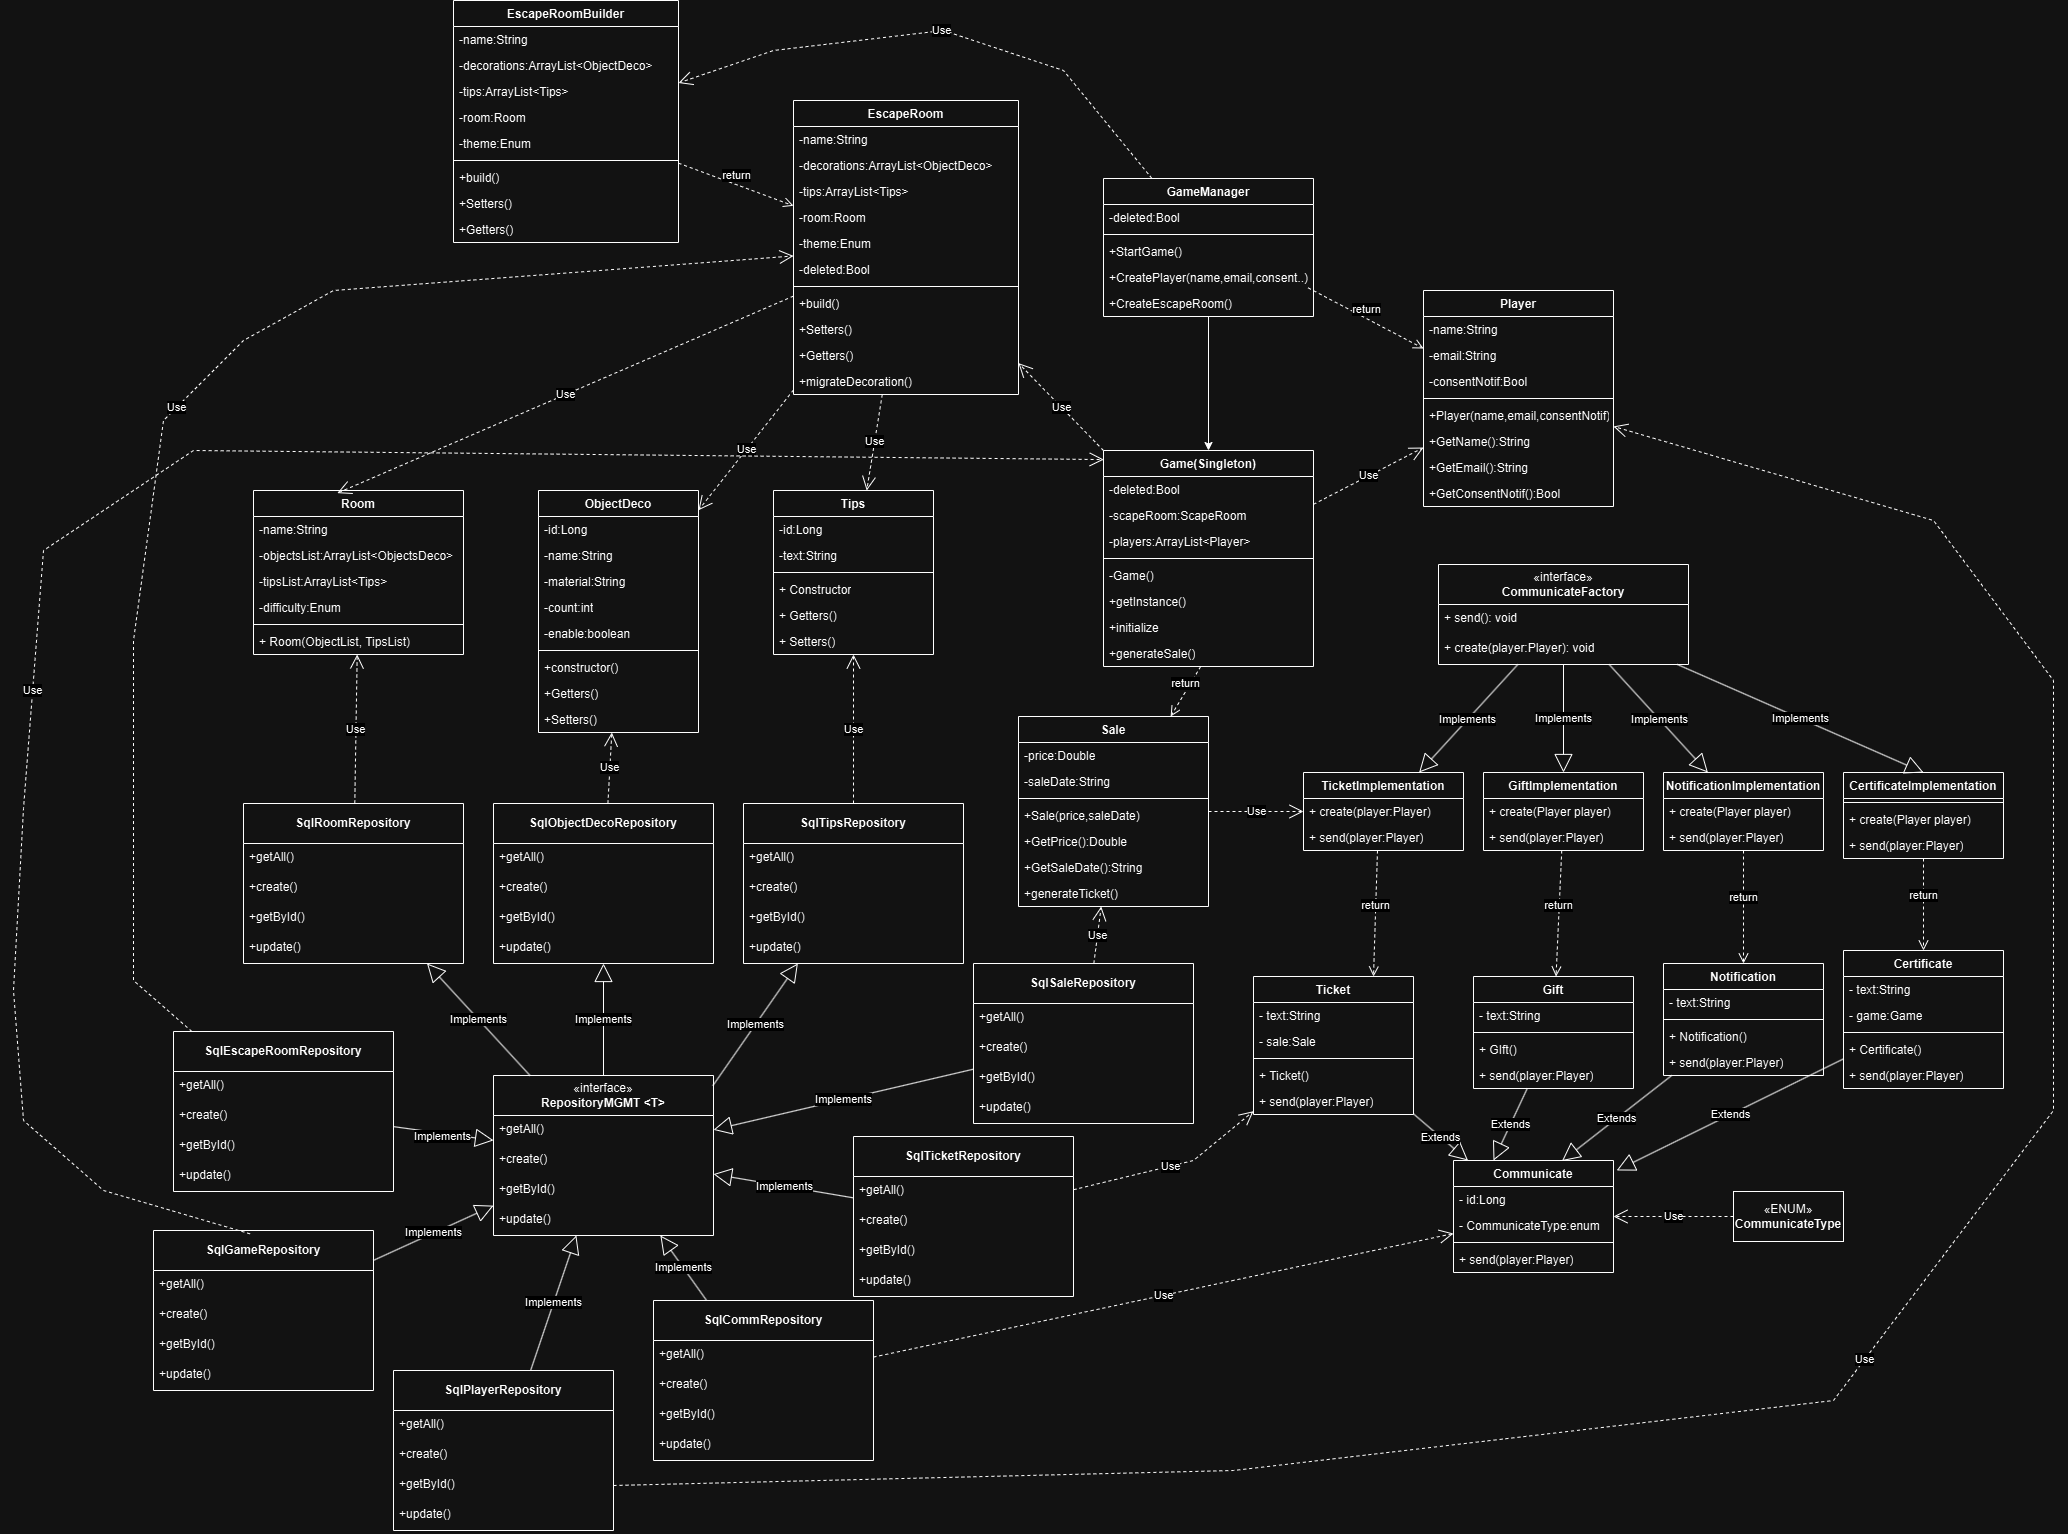 EscapeRoomBuilder
-name:String
-decorations:ArrayList<ObjectDeco>
-tips:ArrayList<Tips>
-room:Room
-theme:Enum
+build()
+Setters()
+Getters()
Use
return
EscapeRoom
-name:String
-decorations:ArrayList<ObjectDeco>
-tips:ArrayList<Tips>
-room:Room
-theme:Enum
-deleted:Bool
+build()
+Setters()
+Getters()
+migrateDecoration()
GameManager
-deleted:Bool
+StartGame()
+CreatePlayer(name,email,consent..)
+CreateEscapeRoom()
return
Player
-name:String
-email:String
-consentNotif:Bool
+Player(name,email,consentNotif)
+GetName():String
+GetEmail():String
+GetConsentNotif():Bool
Use
Use
Use
Use
Use
Use
Use
Game(Singleton)
-deleted:Bool
-scapeRoom:ScapeRoom
-players:ArrayList<Player>
-Game()
+getInstance()
+initialize
+generateSale()
Room
-name:String
-objectsList:ArrayList<ObjectsDeco>
-tipsList:ArrayList<Tips>
-difficulty:Enum
+ Room(ObjectList, TipsList)
ObjectDeco
-id:Long
-name:String
-material:String
-count:int
-enable:boolean
+constructor()
+Getters()
+Setters()
Tips
-id:Long
-text:String
+ Constructor
+ Getters()
+ Setters()
«interface»
CommunicateFactory
+ send(): void
+ create(player:Player): void
Use
return
Use
Use
Use
Implements
Implements
Implements
Implements
Sale
-price:Double
-saleDate:String
+Sale(price,saleDate)
+GetPrice():Double
+GetSaleDate():String
+generateTicket()
Use
TicketImplementation
+ create(player:Player)
+ send(player:Player)
GiftImplementation
+ create(Player player)
+ send(player:Player)
NotificationImplementation
+ create(Player player)
+ send(player:Player)
CertificateImplementation
+ create(Player player)
+ send(player:Player)
SqlRoomRepository
+getAll()
+create()
+getById()
+update()
SqlObjectDecoRepository
+getAll()
+create()
+getById()
+update()
SqlTipsRepository
+getAll()
+create()
+getById()
+update()
return
return
return
return
Use
SqlSaleRepository
+getAll()
+create()
+getById()
+update()
Ticket
- text:String
- sale:Sale
+ Ticket()
+ send(player:Player)
Gift
- text:String
+ GIft()
+ send(player:Player)
Notification
- text:String
+ Notification()
+ send(player:Player)
Certificate
- text:String
- game:Game
+ Certificate()
+ send(player:Player)
Implements
Implements
Implements
Implements
SqlEscapeRoomRepository
+getAll()
+create()
+getById()
+update()
Implements
«interface»
RepositoryMGMT <T>
+getAll()
+create()
+getById()
+update()
Implements
SqlTicketRepository
+getAll()
+create()
+getById()
+update()
Use
Extends
Extends
Extends
Extends
Communicate
- id:Long
- CommunicateType:enum
+ send(player:Player)
Use
«ENUM»
CommunicateType
SqlGameRepository
+getAll()
+create()
+getById()
+update()
Implements
Implements
Implements
SqlCommRepository
+getAll()
+create()
+getById()
+update()
Use
SqlPlayerRepository
+getAll()
+create()
+getById()
+update()
Use